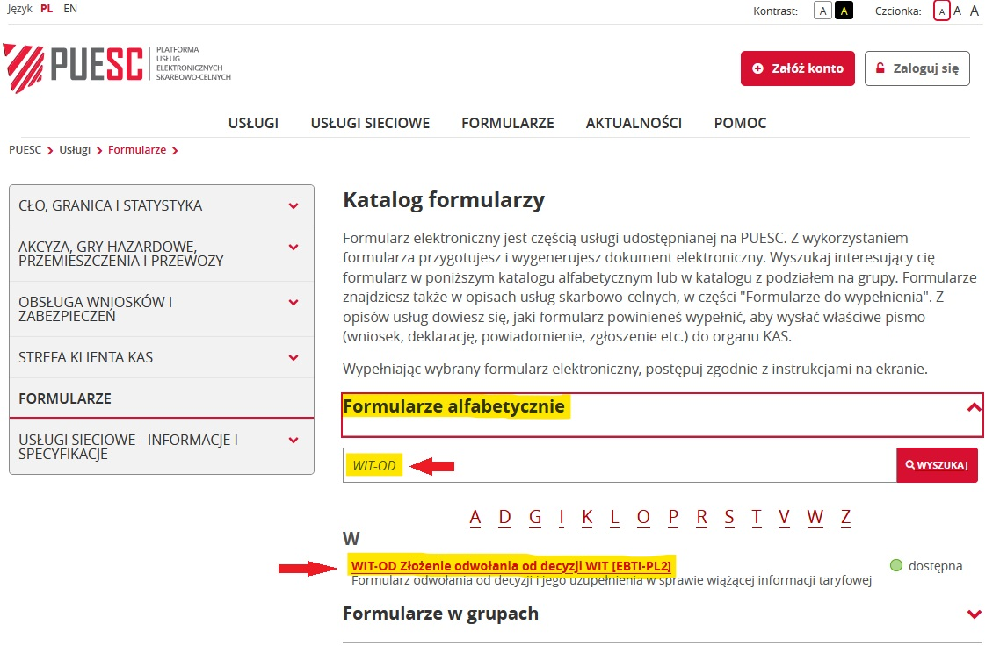 Język PL EN
Kontrast: A A Czcionka: A A A
PUESC PLATFORMA
USŁUG
ELEKTRONICZNYCH
SKARBOWO-CELNYCH
Załóż konto Zaloguj się
USŁUGI USŁUGI SIECIOWE FORMULARZE AKTUALNOŚCI POMOC
PUESC Usługi Formularze
CŁO, GRANICA I STATYSTYKA
AKCYZA, GRY HAZARDOWE,
PRZEMIESZCZENIA I PRZEWOZY
OBSŁUGA WNIOSKÓW I
ZABEZPIECZEŃ
STREFA KLIENTA KAS
FORMULARZE
USŁUGI SIECIOWE - INFORMACJE I
SPECYFIKACJE
Katalog formularzy
Formularz elektroniczny jest częścią usługi udostępnianej na PUESC. Z wykorzystaniem
formularza przygotujesz i wygenerujesz dokument elektroniczny. Wyszukaj interesujący cię
formularz w poniższym katalogu alfabetycznym lub w katalogu z podziałem na grupy. Formularze
znajdziesz także w opisach usług skarbowo-celnych, w części "Formularze do wypełnienia". Z
opisów usług dowiesz się, jaki formularz powinieneś wypełnić, aby wysłać właściwe pismo
(wniosek, deklarację, powiadomienie, zgłoszenie etc.) do organu KAS.
Wypełniając wybrany formularz elektroniczny, postępuj zgodnie z instrukcjami na ekranie.
Formularze alfabetycznie
WIT-OD WYSZUKAJ
A D G I K L O P R S T V W Z
W
WIT-OD Złożenie odwołania od decyzji WIT [EBTI-PL2] dostępna
Formularz odwołania od decyzji i jego uzupełnienia w sprawie wiążącej informacji taryfowej
Formularze w grupach